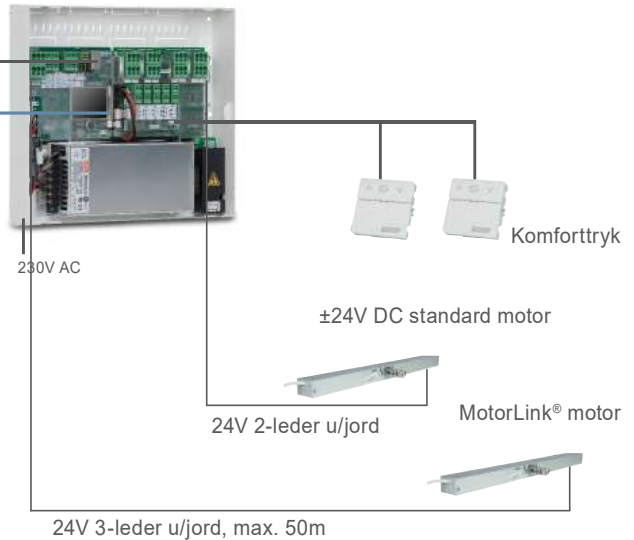 230V AC
Komforttryk
±24V DC standard motor
24V 2-leder u/jord
MotorLink® motor
24V 3-leder u/jord, max. 50m